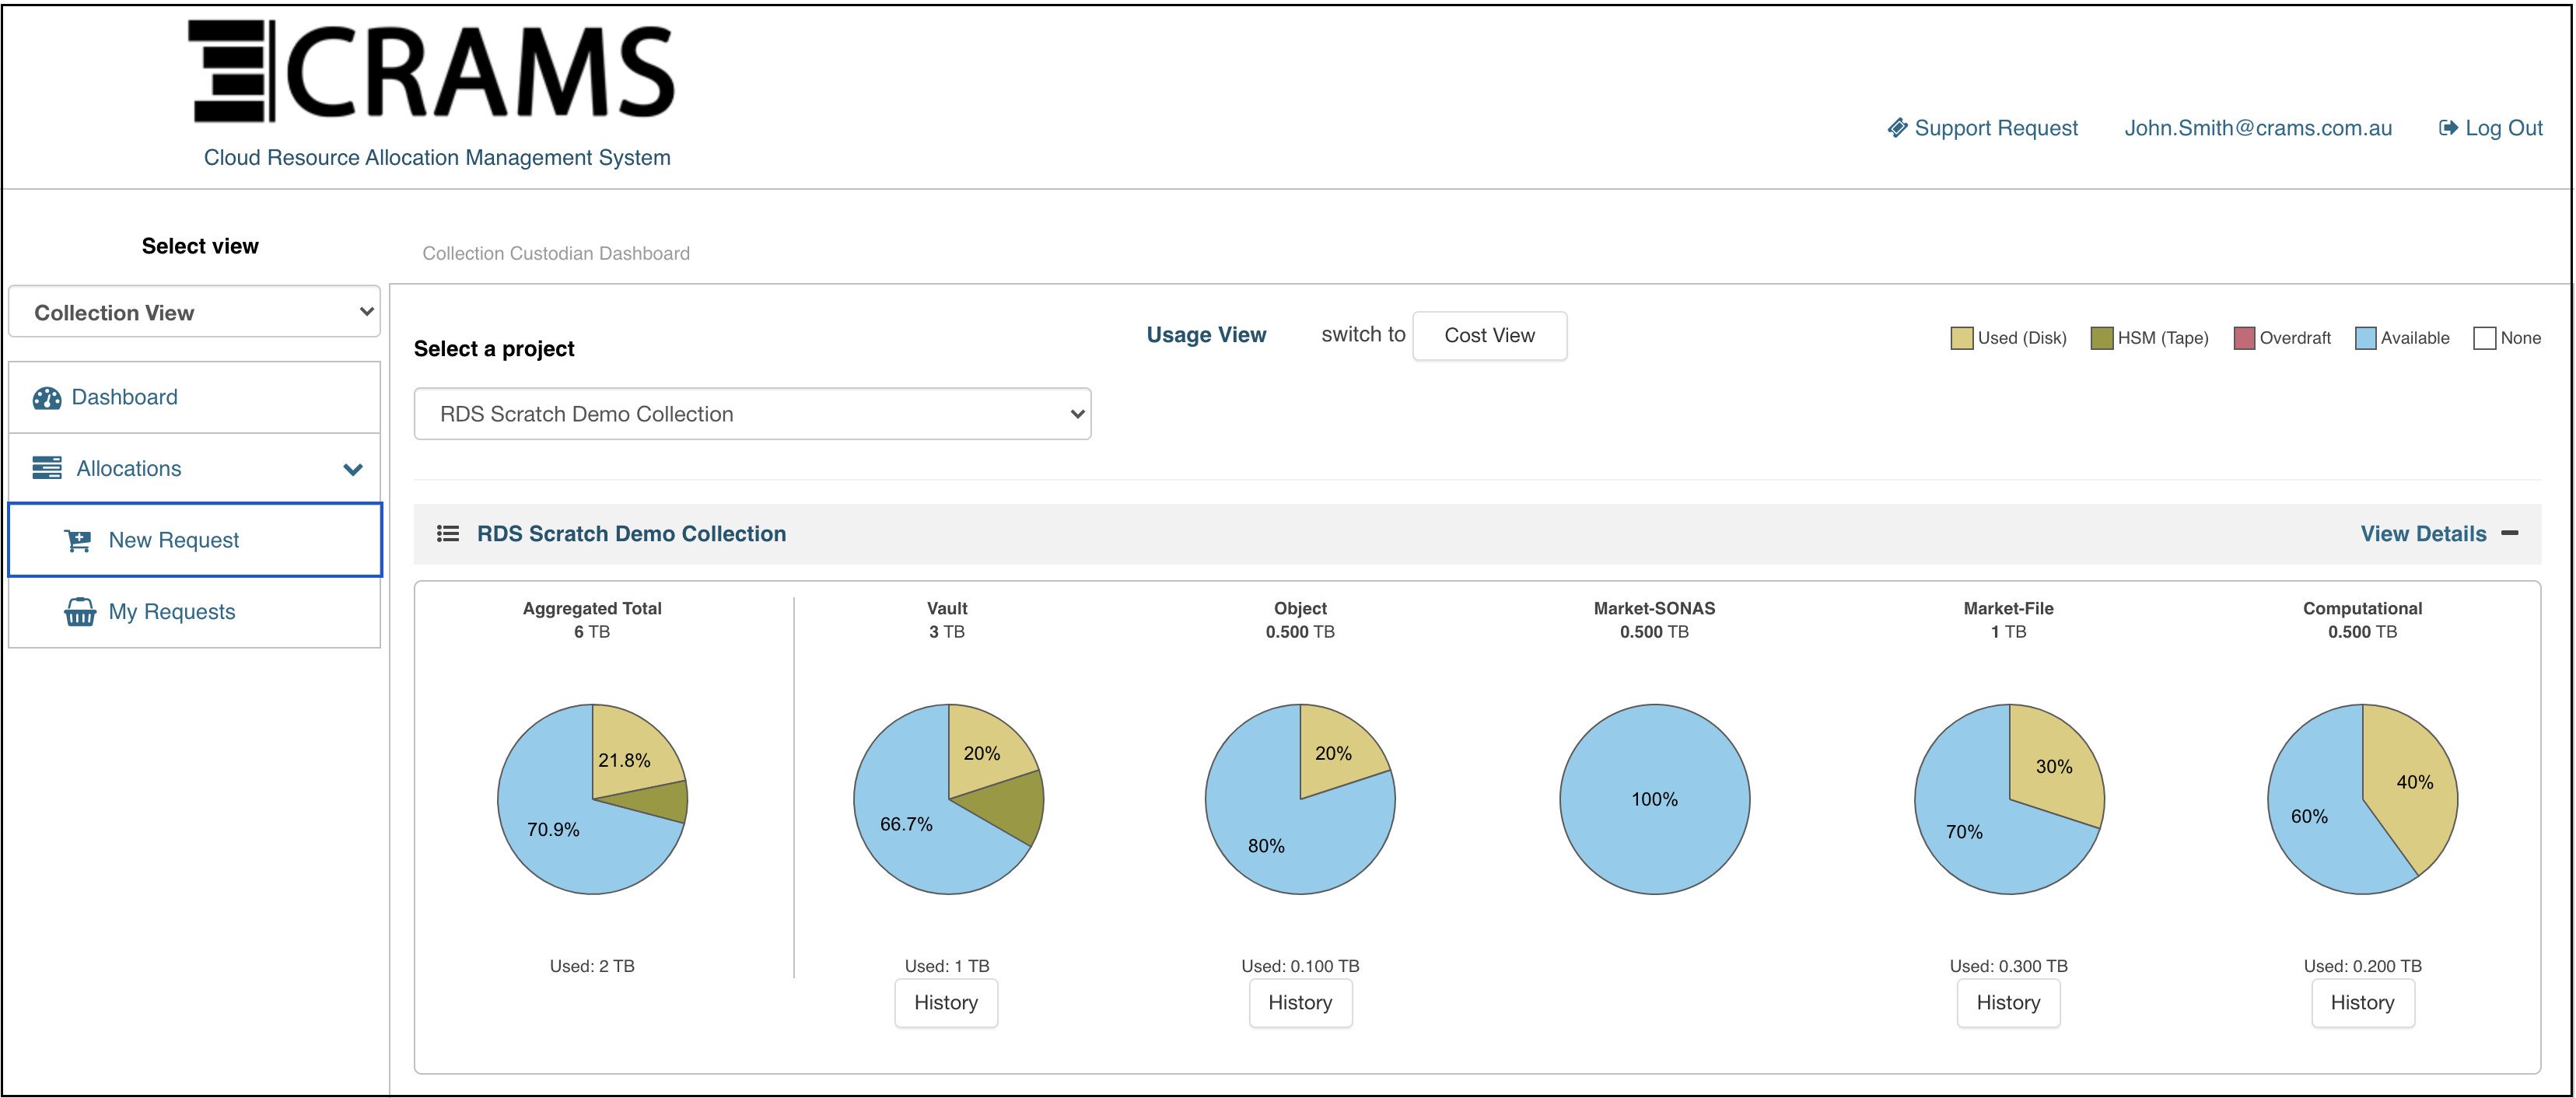 CRAMS
Cloud Resource Allocation Management System
Support Request
John.Smith@crams.com.au
Log Out
Select view
Collection Custodian Dashboard
Collection View
Dashboard
Allocations
New Request
My Requests
Select a project
Usage View switch to Cost View
Used (Disk) HSM (Tape) Overdraft Available None
RDS Scratch Demo Collection
RDS Scratch Demo Collection
View Details
Aggregated Total
6 TB
21.8%
70.9%
Used: 2 TB
Vault
3 TB
20%
66.7%
Used: 1 TB
History
Object
0.500 TB
20%
80%
Used: 0.100 TB
History
Market-SONAS
0.500 TB
100%
Market-File
1 TB
30%
70%
Used: 0.300 TB
History
Computational
0.500 TB
40%
60%
Used: 0.200 TB
History